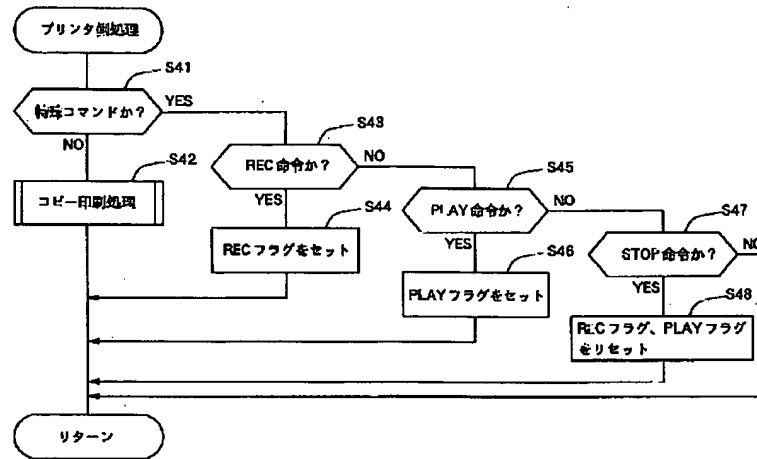 プリンタ側処理
S41
特殊コマンドか?
YES
NO
S42
コピー印刷処理
S43
REC命令か?
NO
YES
S44
RECフラグをセット
S45
PLAY命令か?
NO
YES
S46
PLAYフラグをセット
S47
STOP命令か?
NO
YES
S48
RECフラグ、PLAYフラグ
をリセット
リターン